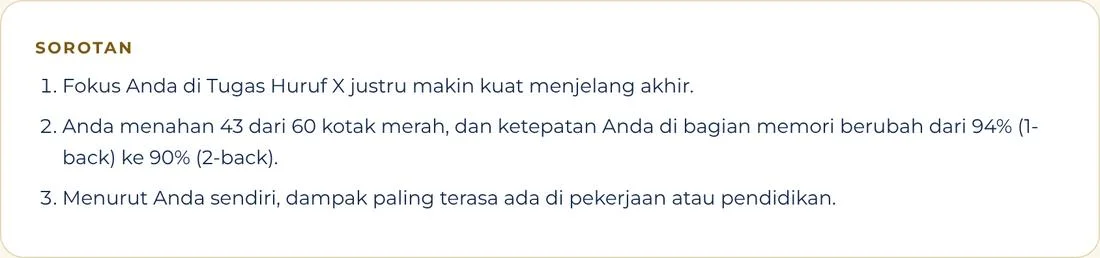 SOROTAN
1. Fokus Anda di Tugas Huruf X justru makin kuat menjelang akhir.
2. Anda menahan 43 dari 60 kotak merah, dan ketepatan Anda di bagian memori berubah dari 94% (1-
back) ke 90% (2-back).
3. Menurut Anda sendiri, dampak paling terasa ada di pekerjaan atau pendidikan.